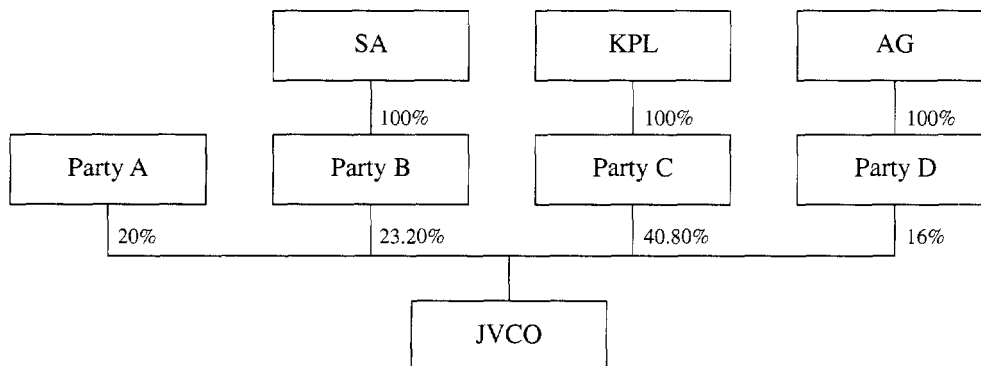 SA KPL AG
100% 100% 100%
Party A Party B Party C Party D
20% 23.20% 40.80% 16%
JVCO